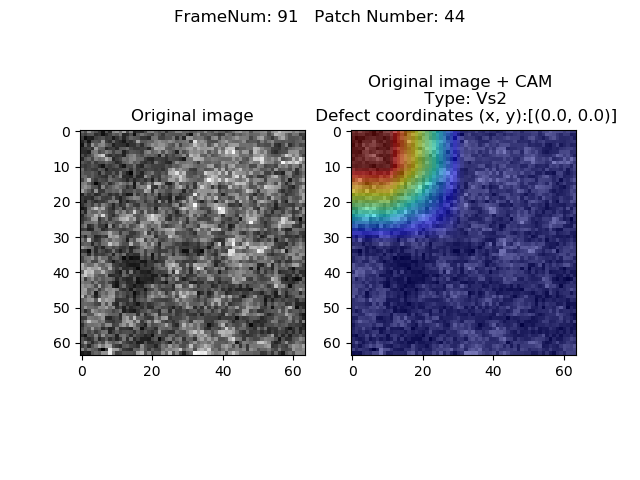 FrameNum: 91   Patch Number: 44
Original image
Original image + CAM
Type: Vs2
Defect coordinates (x, y):[(0.0, 0.0)]
0
10
20
30
40
50
60
0 20 40 60
0
10
20
30
40
50
60
0 20 40 60